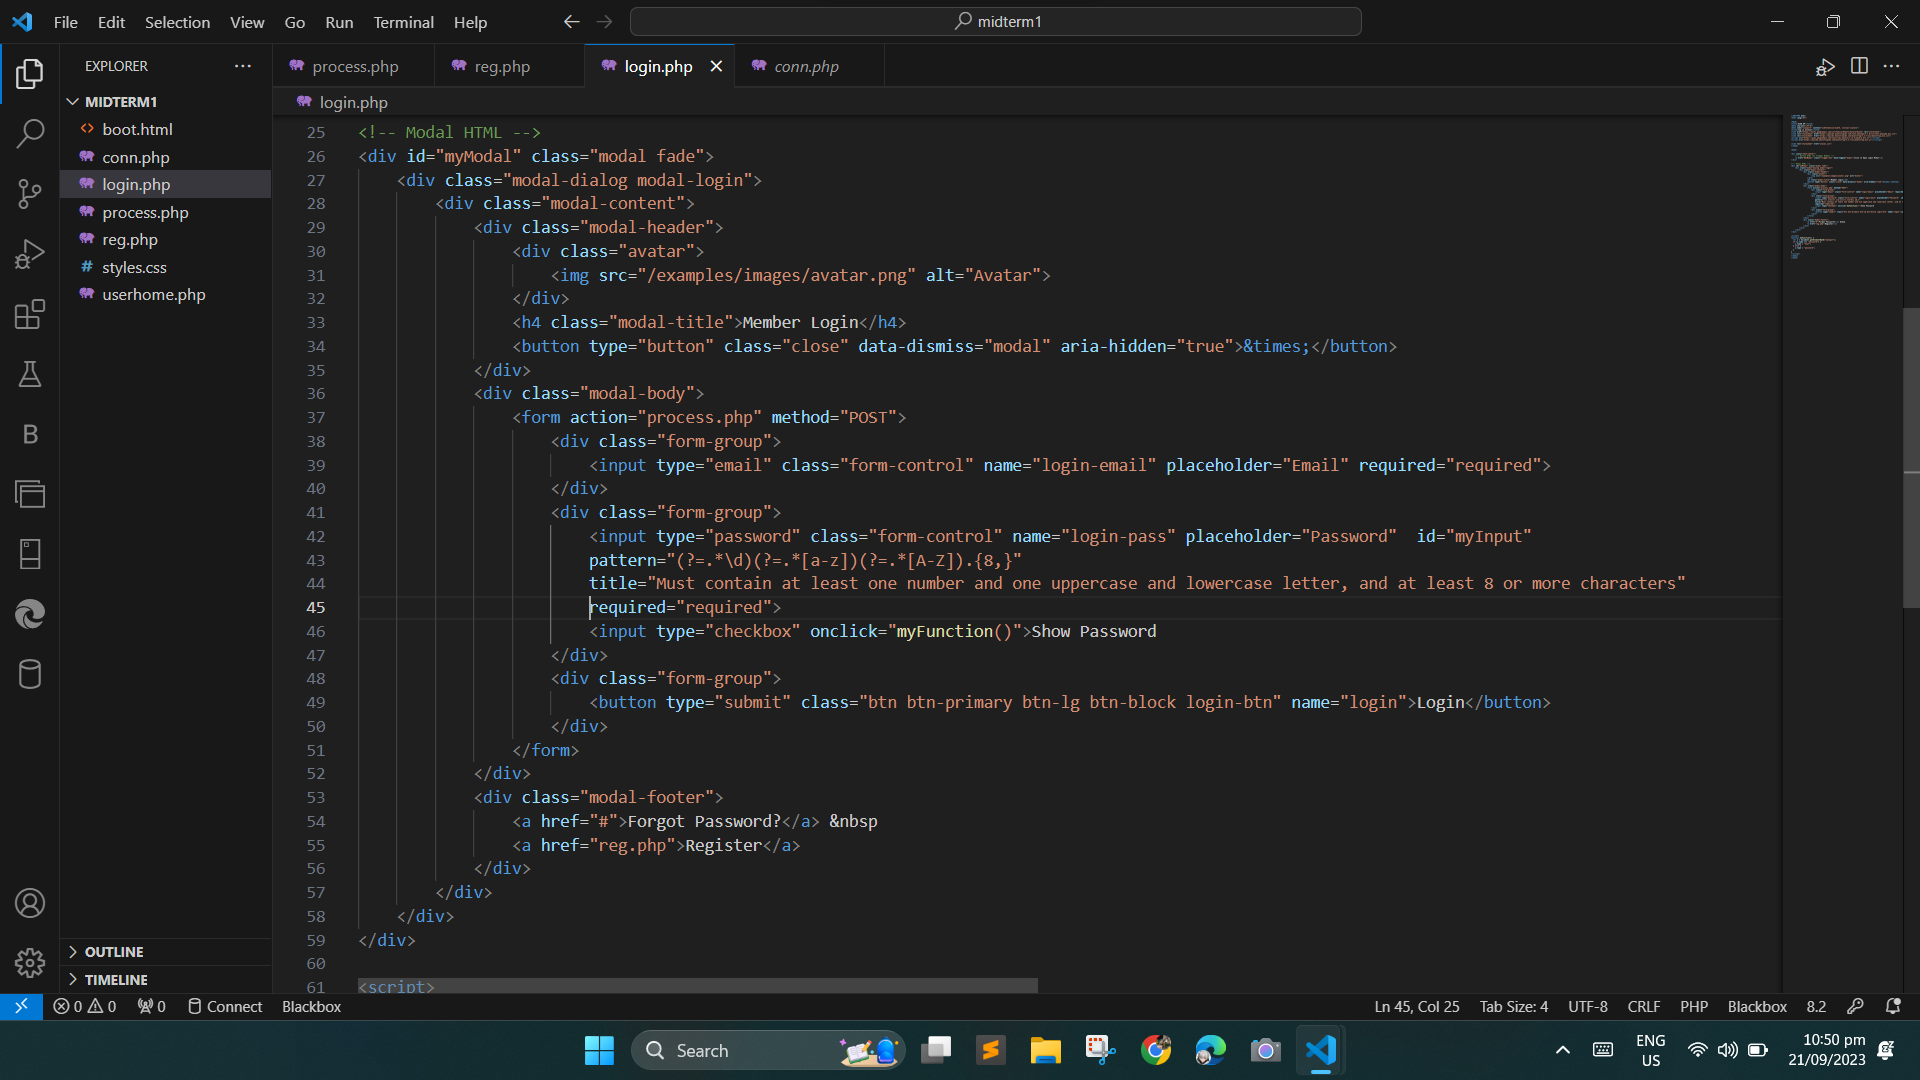 File Edit Selection View Go Run Terminal Help
midterm1
EXPLORER
MIDTERM1
boot.html
conn.php
login.php
process.php
reg.php
styles.css
userhome.php
OUTLINE
TIMELINE
process.php reg.php login.php conn.php
login.php
25 <!-- Modal HTML -->
26 <div id="myModal" class="modal fade">
27 <div class="modal-dialog modal-login">
28 <div class="modal-content">
29 <div class="modal-header">
30 <div class="avatar">
31 <img src="/examples/images/avatar.png" alt="Avatar">
32 </div>
33 <h4 class="modal-title">Member Login</h4>
34 <button type="button" class="close" data-dismiss="modal" aria-hidden="true">&times;</button>
35 </div>
36 <div class="modal-body">
37 <form action="process.php" method="POST">
38 <div class="form-group">
39 <input type="email" class="form-control" name="login-email" placeholder="Email" required="required">
40 </div>
41 <div class="form-group">
42 <input type="password" class="form-control" name="login-pass" placeholder="Password"  id="myInput"
43 pattern="(?=.*\d)(?=.*[a-z])(?=.*[A-Z]).{8,}"
44 title="Must contain at least one number and one uppercase and lowercase letter, and at least 8 or more characters"
45 required="required">
46 <input type="checkbox" onclick="myFunction()">Show Password
47 </div>
48 <div class="form-group">
49 <button type="submit" class="btn btn-primary btn-lg btn-block login-btn" name="login">Login</button>
50 </div>
51 </form>
52 </div>
53 <div class="modal-footer">
54 <a href="#">Forgot Password?</a> &nbsp
55 <a href="reg.php">Register</a>
56 </div>
57 </div>
58 </div>
59 </div>
60
61 <script>
0 0 0 Connect Blackbox
Ln 45, Col 25 Tab Size: 4 UTF-8 CRLF PHP Blackbox 8.2
Search
ENG
US
10:50 pm
21/09/2023